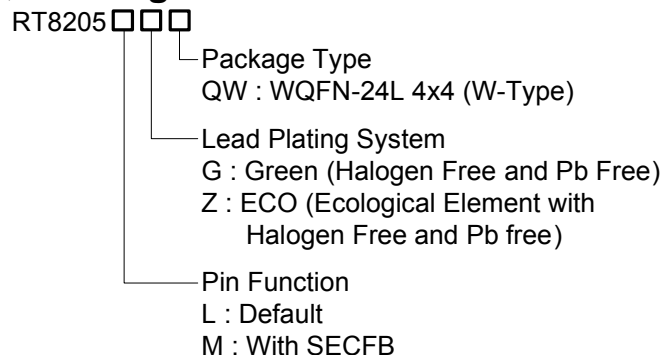 RT8205
Package Type
QW : WQFN-24L 4x4 (W-Type)
Lead Plating System
G : Green (Halogen Free and Pb Free)
Z : ECO (Ecological Element with
Halogen Free and Pb free)
Pin Function
L : Default
M : With SECFB